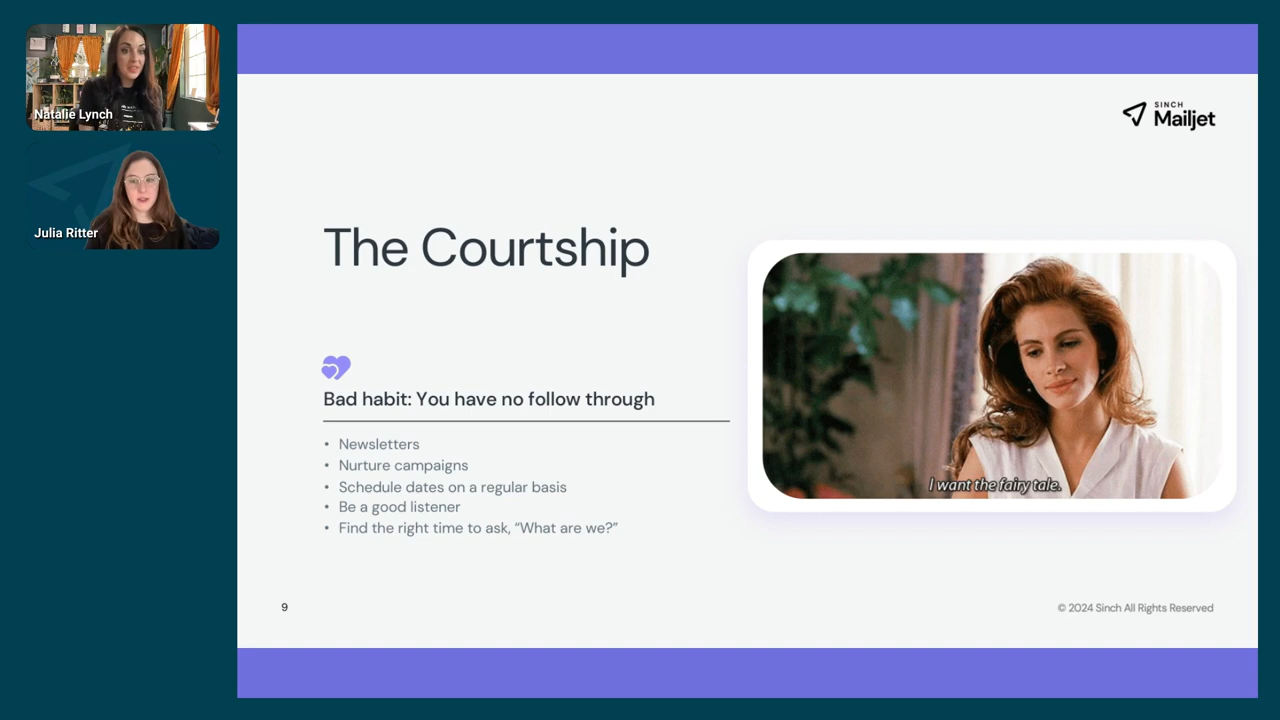 Natalie Lynch
Julia Ritter
SINCH
Mailjet
The Courtship
Bad habit: You have no follow through
• Newsletters
• Nurture campaigns
• Schedule dates on a regular basis
• Be a good listener
• Find the right time to ask, “What are we?”
I want the fairy tale.
9
© 2024 Sinch All Rights Reserved